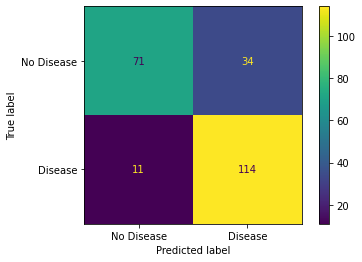 100
No Disease 71 34
80
60
True label
Disease 11 114
40
20
No Disease Disease
Predicted label